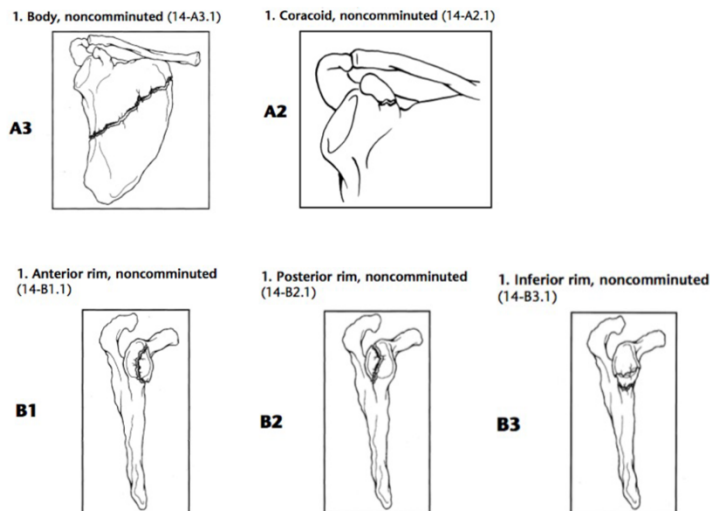 1. Body, noncomminuted (14-A3.1)
1. Coracoid, noncomminuted (14-A2.1)
A3
A2
1. Anterior rim, noncomminuted
(14-B1.1)
1. Posterior rim, noncomminuted
(14-B2.1)
1. Inferior rim, noncomminuted
(14-B3.1)
B1
B2
B3